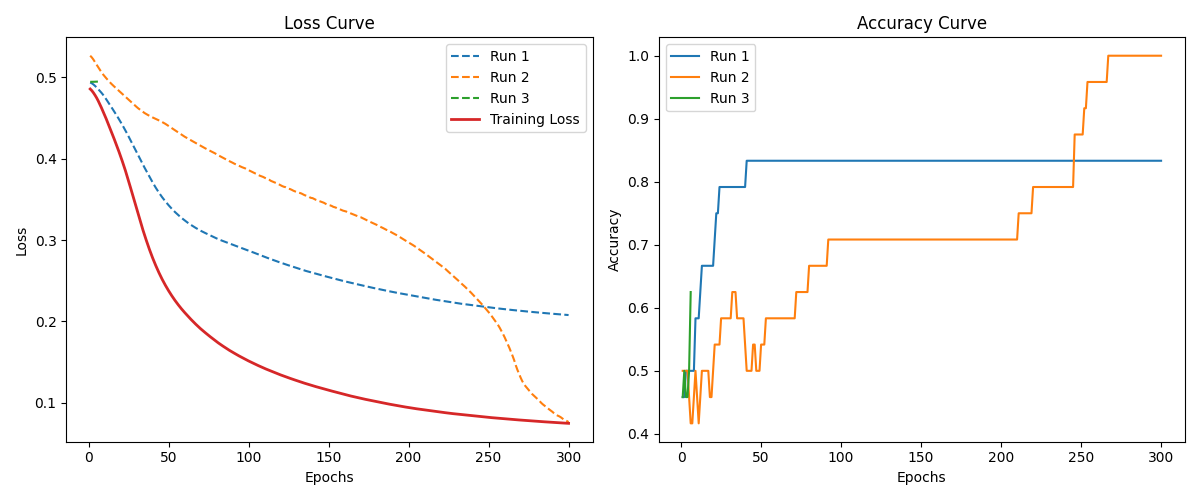 Loss Curve
Loss
0.5
0.4
0.3
0.2
0.1
0 50 100 150 200 250 300
Epochs
Run 1
Run 2
Run 3
Training Loss
Accuracy Curve
Accuracy
1.0
0.9
0.8
0.7
0.6
0.5
0.4
0 50 100 150 200 250 300
Epochs
Run 1
Run 2
Run 3